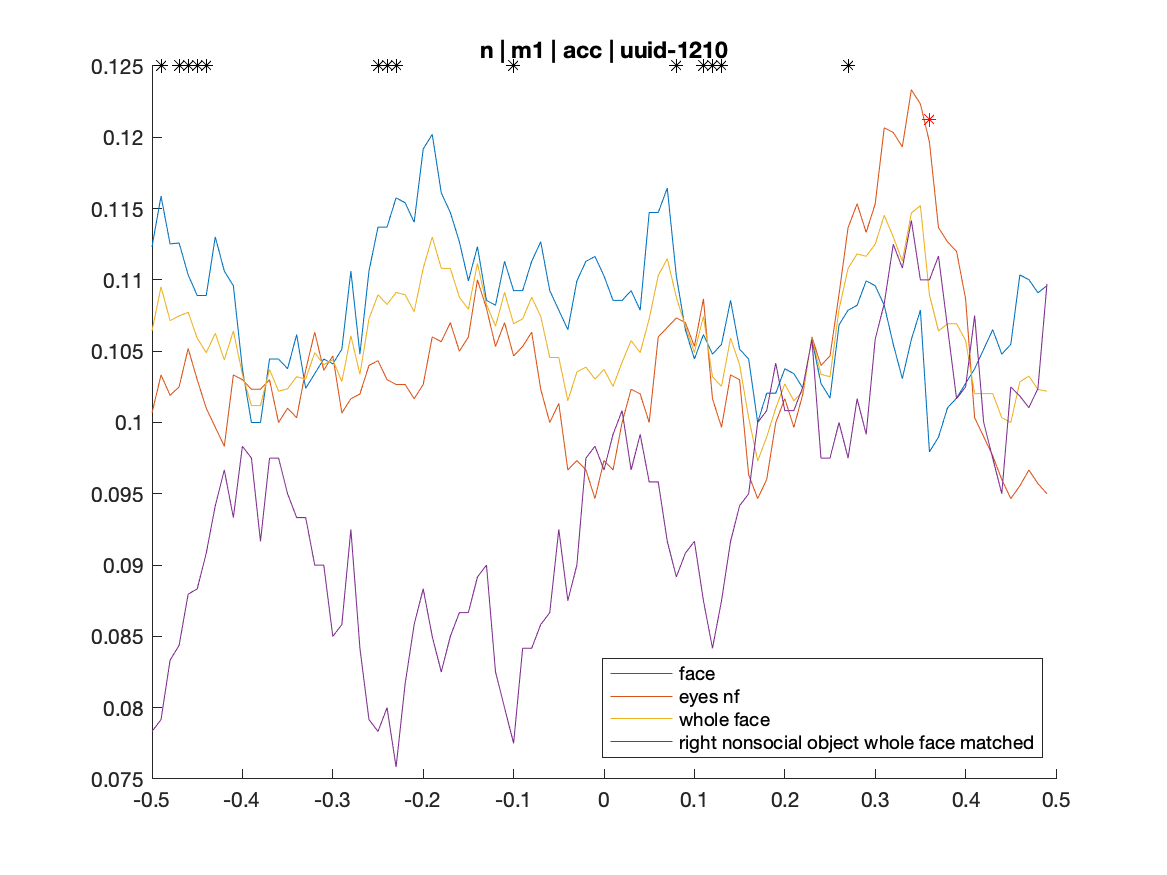 n | m1 | acc | uuid-1210
0.125
0.12
0.115
0.11
0.105
0.1
0.095
0.09
0.085
0.08
0.075
-0.5 -0.4 -0.3 -0.2 -0.1 0 0.1 0.2 0.3 0.4 0.5
face
eyes nf
whole face
right nonsocial object whole face matched